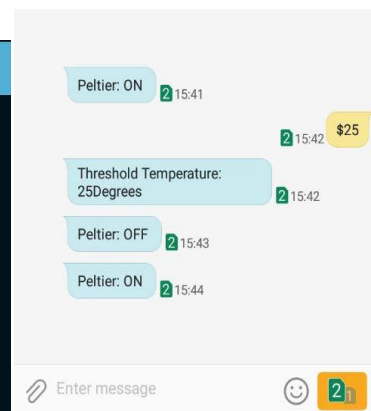 Peltier: ON
2 15:41
2 15:42
$25
Threshold Temperature:
25Degrees
2 15:42
Peltier: OFF
2 15:43
Peltier: ON
2 15:44
Enter message
2
1